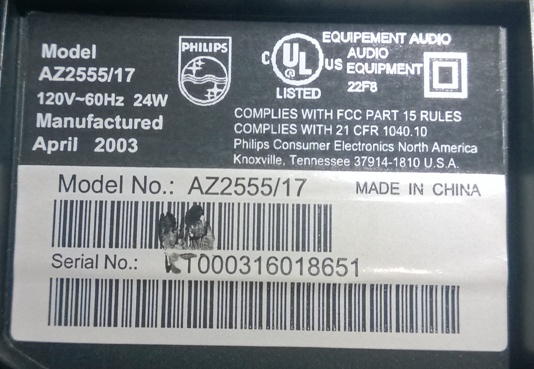 Model
AZ2555/17
120V~60Hz 24W
Manufactured
April 2003
PHILIPS
C UL US
LISTED
EQUIPEMENT AUDIO
AUDIO
EQUIPMENT
22F8
COMPLIES WITH FCC PART 15 RULES
COMPLIES WITH 21 CFR 1040.10
Philips Consumer Electronics North America
Knoxville, Tennessee 37914-1810 U.S.A.
Model No.: AZ2555/17 MADE IN CHINA
Serial No.: KT000316018651